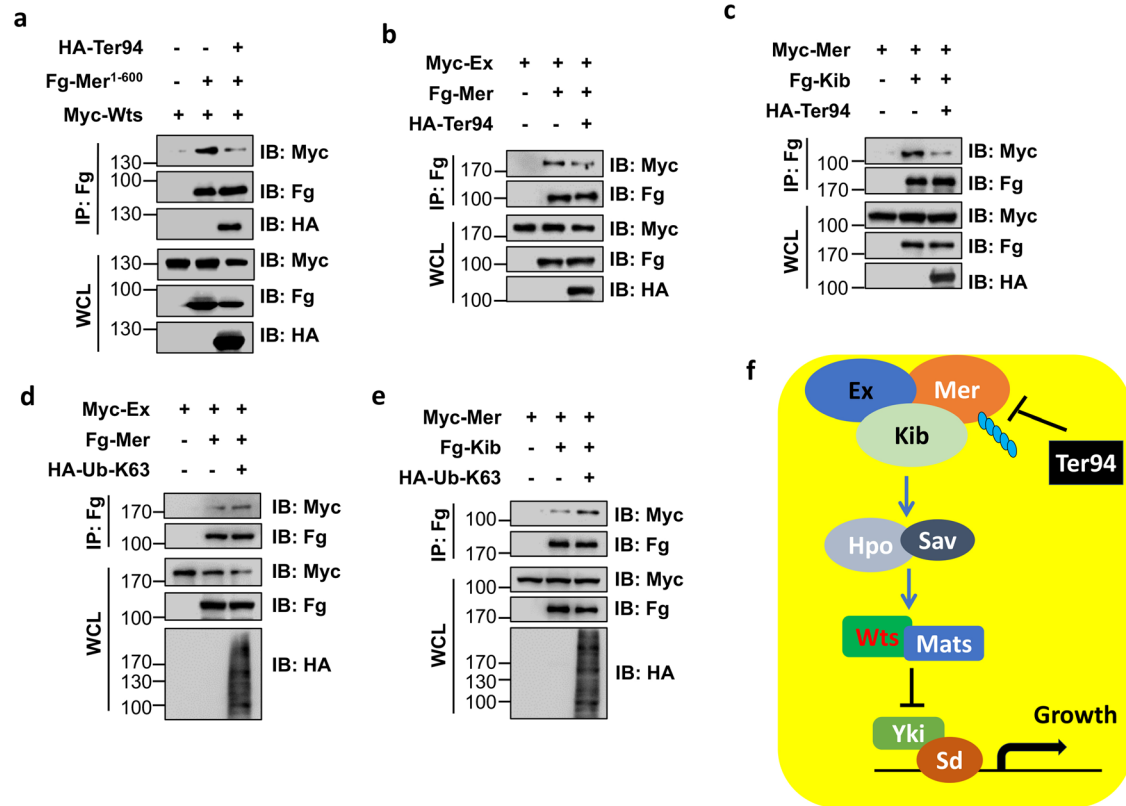 a
HA-Ter94 - - +
Fg-Mer1-600 - + +
Myc-Wts + + +
IP: Fg
130 IB: Myc
100 IB: Fg
130 IB: HA
WCL
130 IB: Myc
100 IB: Fg
130 IB: HA
b
Myc-Ex + + +
Fg-Mer - + +
HA-Ter94 - - +
IP: Fg
170 IB: Myc
100 IB: Fg
WCL
170 IB: Myc
100 IB: Fg
100 IB: HA
c
Myc-Mer + + +
Fg-Kib - + +
HA-Ter94 - - +
IP: Fg
100 IB: Myc
170 IB: Fg
WCL
100 IB: Myc
170 IB: Fg
100 IB: HA
d
Myc-Ex + + +
Fg-Mer - + +
HA-Ub-K63 - - +
IP: Fg
170 IB: Myc
100 IB: Fg
WCL
170 IB: Myc
100 IB: Fg
170
130 IB: HA
100
e
Myc-Mer + + +
Fg-Kib - + +
HA-Ub-K63 - - +
IP: Fg
100 IB: Myc
170 IB: Fg
WCL
100 IB: Myc
170 IB: Fg
170
130 IB: HA
100
f
Ex Mer
Kib
Ter94
Hpo Sav
Wts Mats
Yki
Sd
Growth